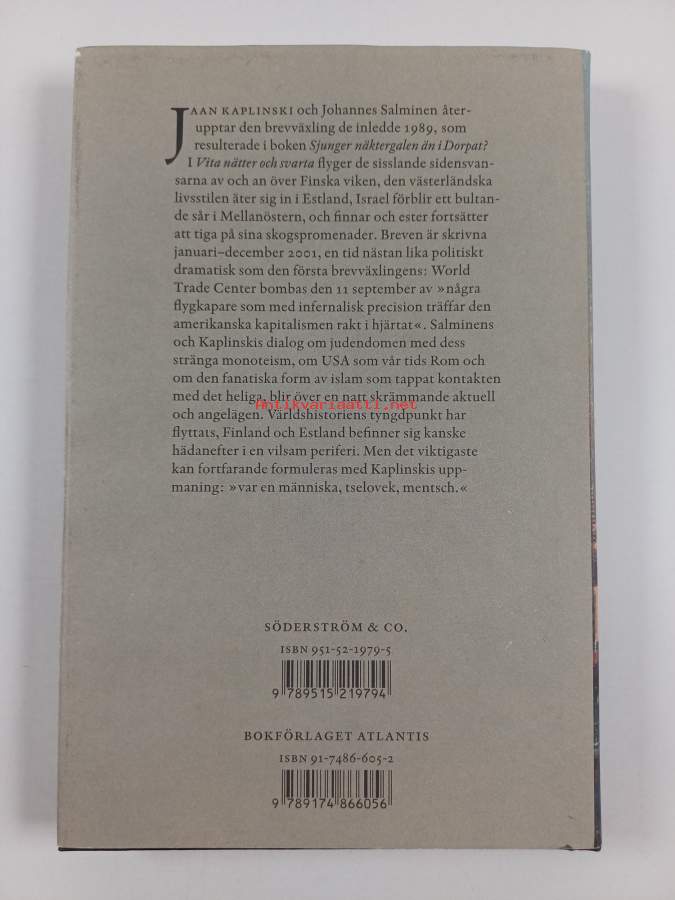 JAAN KAPLINSKI och Johannes Salminen åter-
upptar den brevväxling de inledde 1989, som
resulterade i boken Sjunger näktergalen än i Dorpat?
I Vita nätter och svarta flyger de sisslande sidensvan-
sarna av och an över Finska viken, den västerländska
livsstilen äter sig in i Estland, Israel förblir ett bultan-
de sår i Mellanöstern, och finnar och ester fortsätter
att tiga på sina skogspromenader. Breven är skrivna
januari–december 2001, en tid nästan lika politiskt
dramatisk som den första brevväxlingens: World
Trade Center bombas den 11 september av »några
flygkapare som med infernalisk precision träffar den
amerikanska kapitalismen rakt i hjärtat«. Salminens
och Kaplinskis dialog om judendomen med dess
stränga monoteism, om USA som vår tids Rom och
om den fanatiska form av islam som tappat kontakten
med det heliga, blir över en natt skrämmande aktuell
Antikvariaatti.net
och angelägen. Världshistoriens tyngdpunkt har
flyttats, Finland och Estland befinner sig kanske
hädanefter i en vilsam periferi. Men det viktigaste
kan fortfarande formuleras med Kaplinskis upp-
maning: »var en människa, tselovek, mentsch.«
SÖDERSTRÖM & CO.
ISBN 951-52-1979-5
9 789515 219794
BOKFÖRLAGET ATLANTIS
ISBN 91-7486-605-2
9 789174 866056